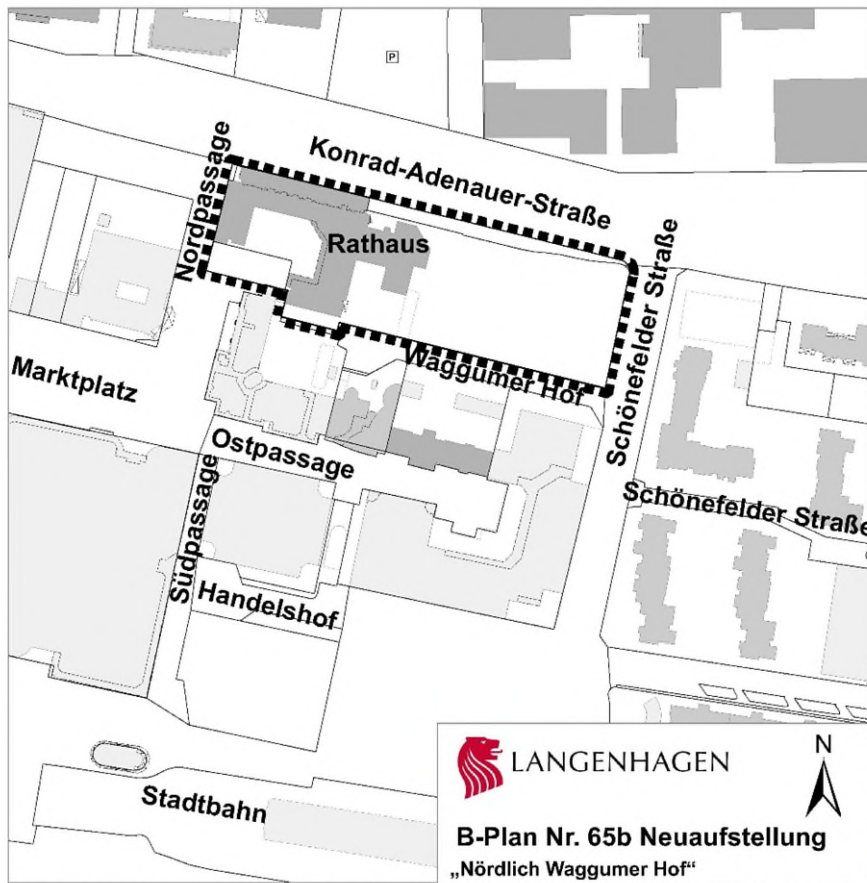 P
Konrad-Adenauer-Straße
Nordpassage
Rathaus
Schönefelder Straße
Waggumer Hof
Marktplatz
Ostpassage
Schönefelder Straße
Südpassage
Handelshof
Stadtbahn
LANGENHAGEN
N
B-Plan Nr. 65b Neuaufstellung
„Nördlich Waggumer Hof“